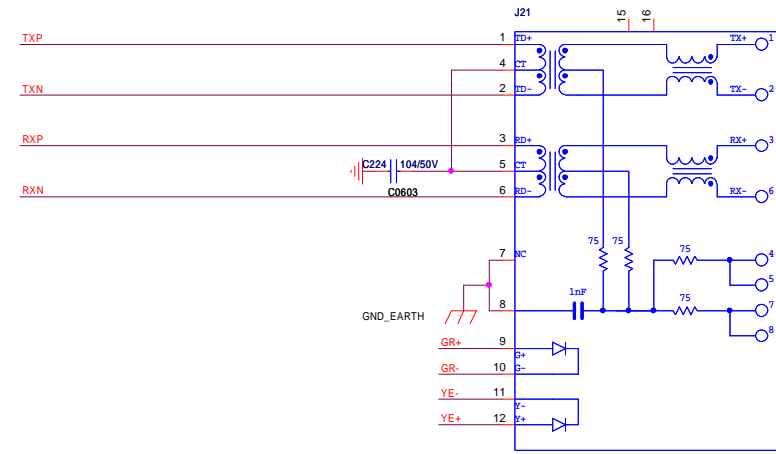 J21
15
16
TXP
1
TD+
TX+
1
4
CT
TXN
2
TD-
TX-
2
RXP
3
RD+
RX+
3
C224
104/50V
5
CT
C0603
RXN
6
RD-
RX-
6
75
75
7
NC
75
4
5
1nF
8
75
7
GND_EARTH
8
GR+
9
G+
GR-
10
G-
YE-
11
Y-
YE+
12
Y+